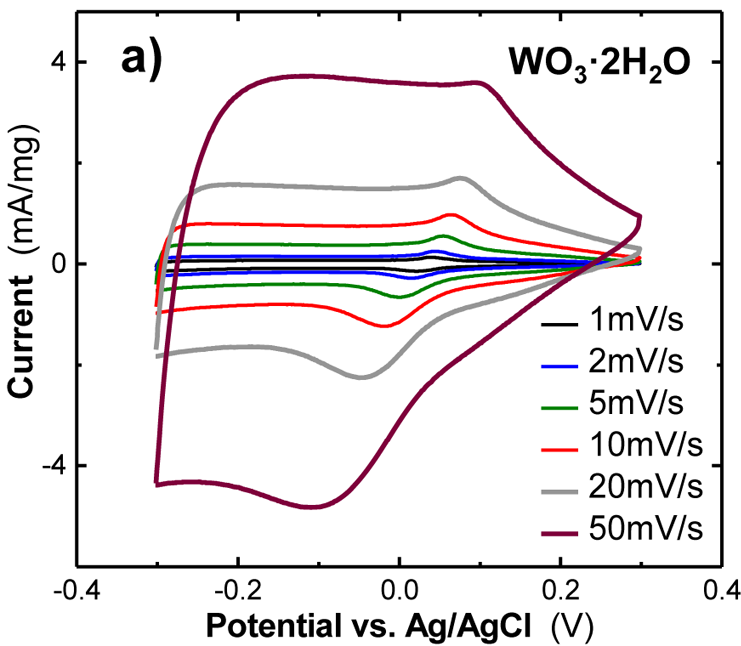 a)
WO₃·2H₂O
4
0
-4
Current (mA/mg)
1mV/s
2mV/s
5mV/s
10mV/s
20mV/s
50mV/s
-0.4
-0.2
0.0
0.2
0.4
Potential vs. Ag/AgCl (V)